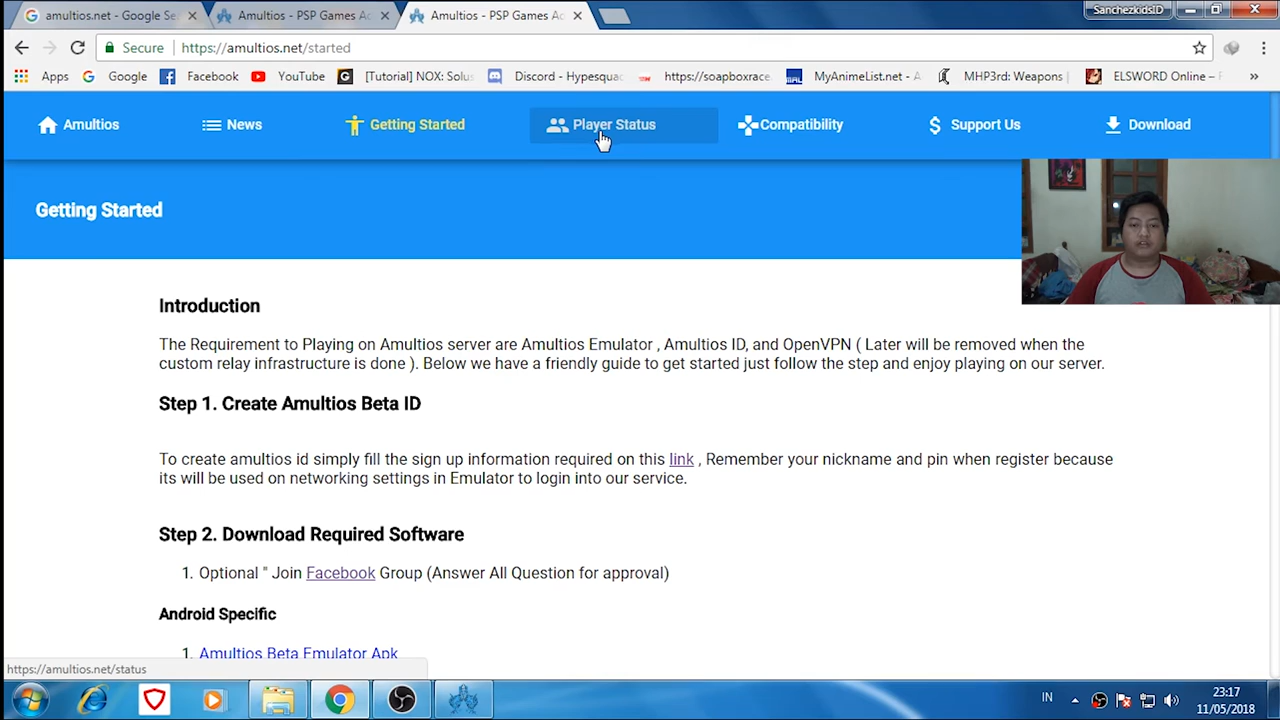 amultios.net - Google Se
Amultios - PSP Games A
Amultios - PSP Games Ac
SanchezkidsID
Secure
https://amultios.net/started
Apps
Google
Facebook
YouTube
[Tutorial] NOX: Solus
Discord - Hypesqua
https://soapboxrace.
MyAnimeList.net - A
MHP3rd: Weapons
ELSWORD Online –
»
Amultios
News
Getting Started
Player Status
Compatibility
Support Us
Download
Getting Started
Introduction
The Requirement to Playing on Amultios server are Amultios Emulator , Amultios ID, and OpenVPN ( Later will be removed when the
custom relay infrastructure is done ). Below we have a friendly guide to get started just follow the step and enjoy playing on our server.
Step 1. Create Amultios Beta ID
To create amultios id simply fill the sign up information required on this link , Remember your nickname and pin when register because
its will be used on networking settings in Emulator to login into our service.
Step 2. Download Required Software
1. Optional " Join Facebook Group (Answer All Question for approval)
Android Specific
1. Amultios Beta Emulator Apk
https://amultios.net/status
IN
23:17
11/05/2018